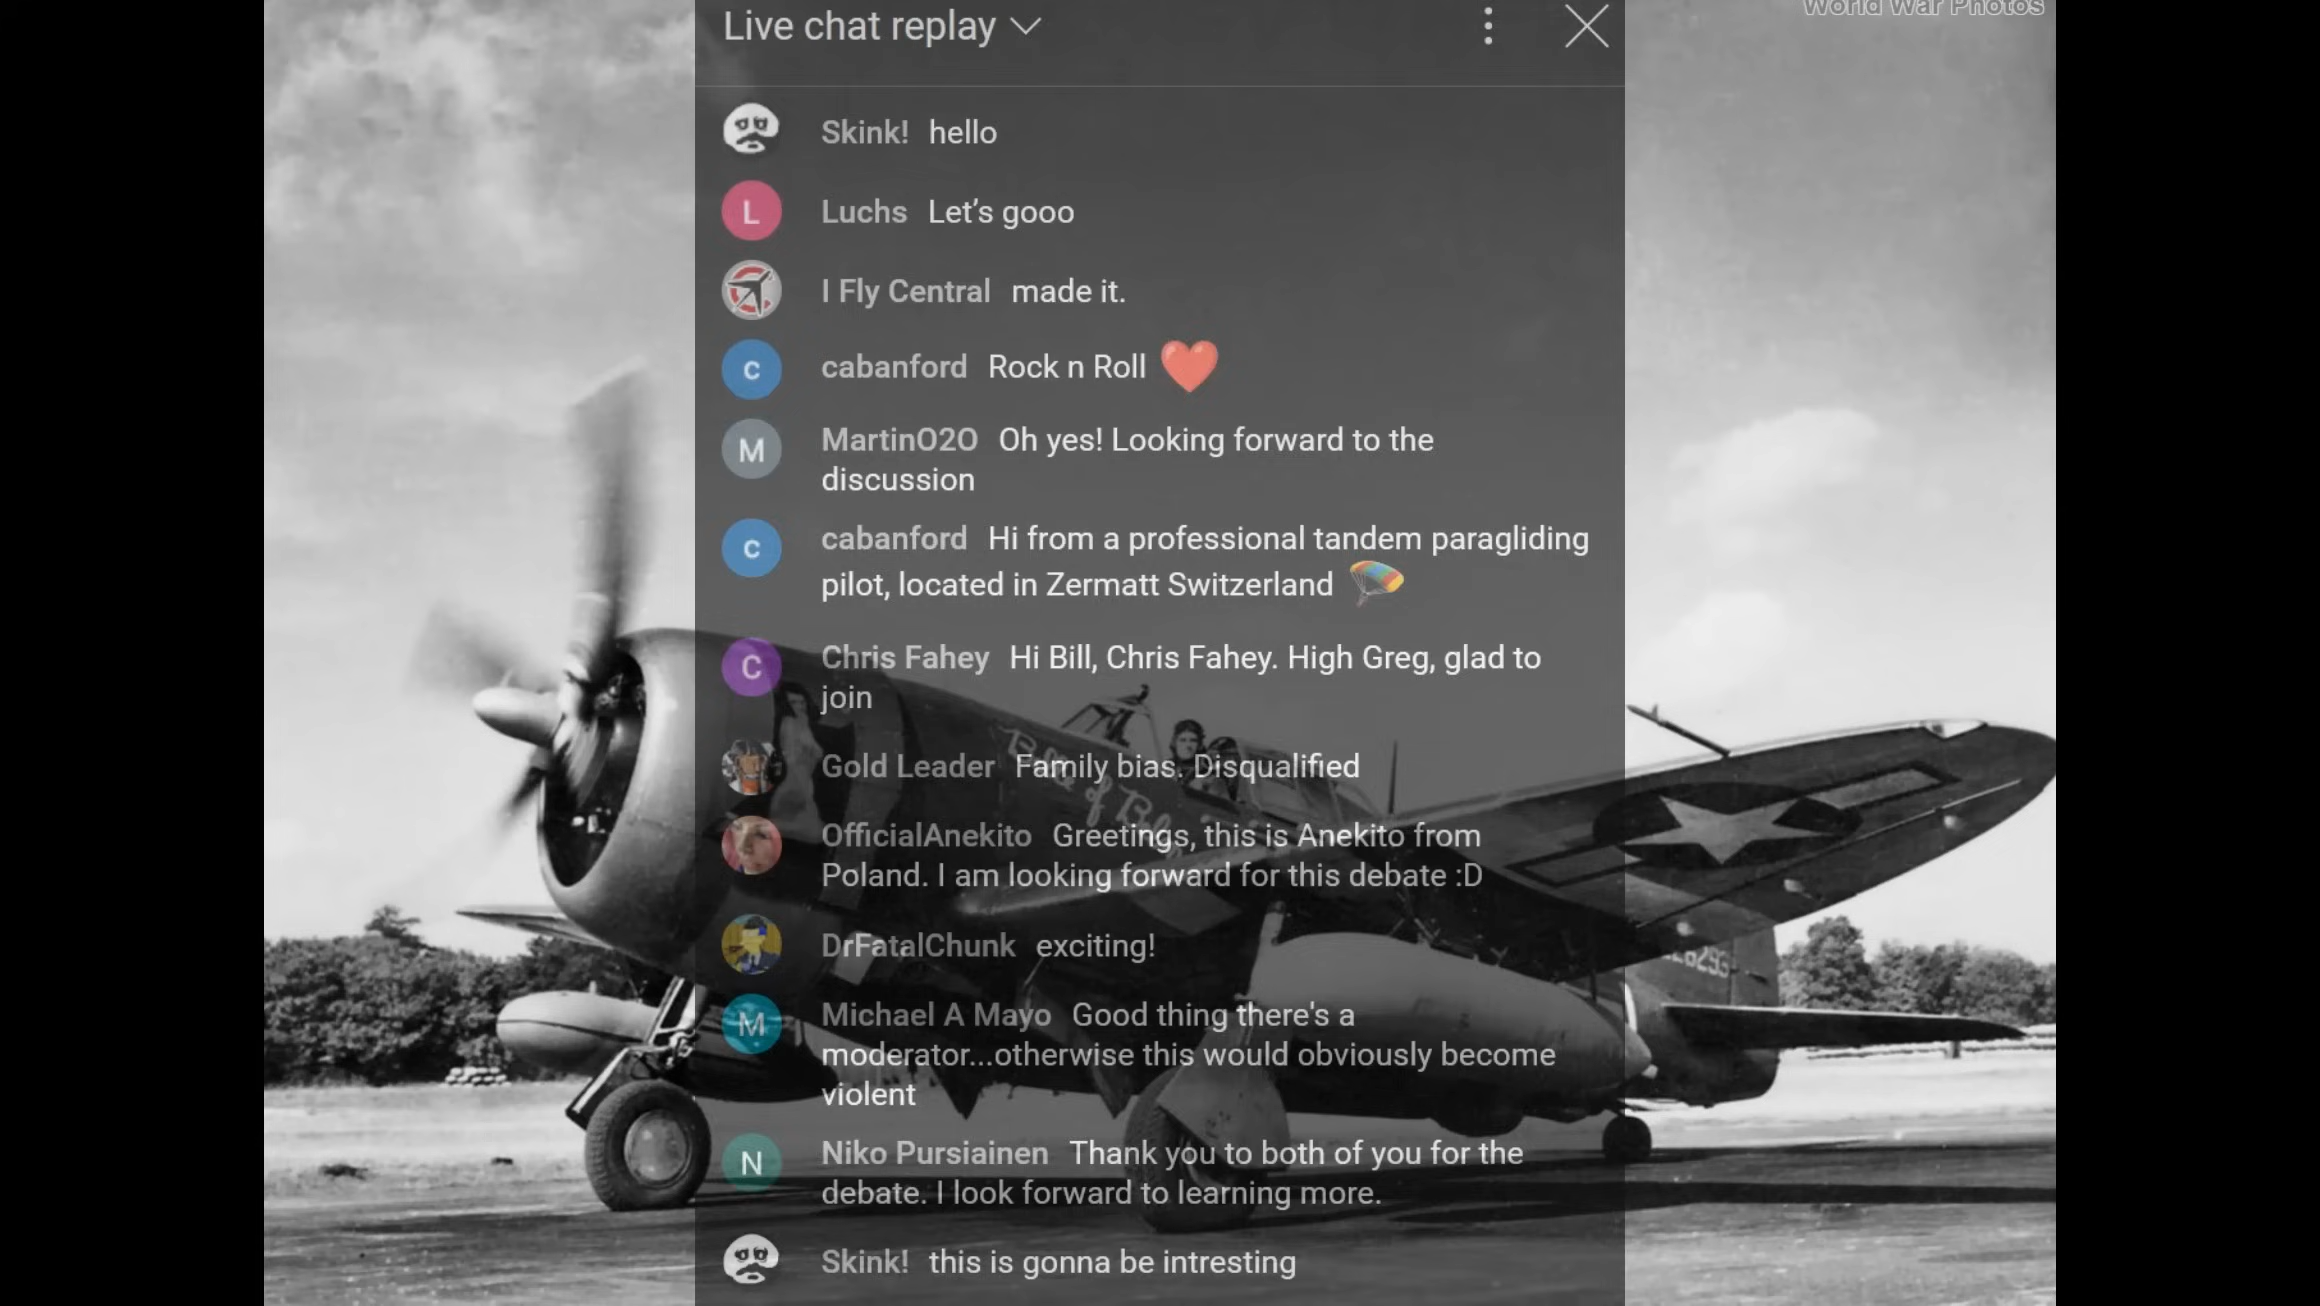 World War Photos
Live chat replay
Skink! hello
L
Luchs Let’s gooo
I Fly Central made it.
c
cabanford Rock n Roll ❤️
M
MartinO2O Oh yes! Looking forward to the
discussion
c
cabanford Hi from a professional tandem paragliding
pilot, located in Zermatt Switzerland 🪂
C
Chris Fahey Hi Bill, Chris Fahey. High Greg, glad to
join
Gold Leader Family bias. Disqualified
OfficialAnekito Greetings, this is Anekito from
Poland. I am looking forward for this debate :D
DrFatalChunk exciting!
M
Michael A Mayo Good thing there's a
moderator...otherwise this would obviously become
violent
N
Niko Pursiainen Thank you to both of you for the
debate. I look forward to learning more.
Skink! this is gonna be intresting